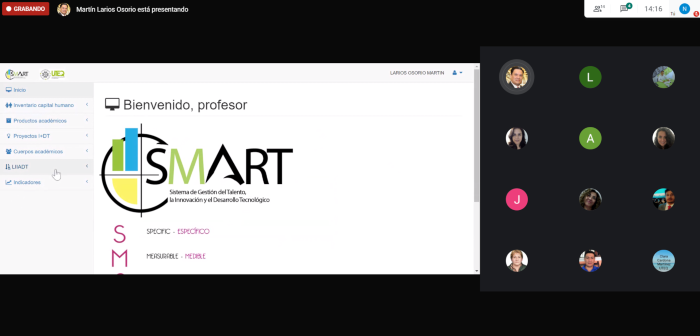 GRABANDO
Martín Larios Osorio está presentando
14:16
SMART
UTEQ
LARIOS OSORIO MARTIN
Inicio
Bienvenido, profesor
Inventario capital humano
Productos académicos
Proyectos I+DT
Cuerpos académicos
LIIADT
Indicadores
SMART
Sistema de Gestión del Talento,
la Innovación y el Desarrollo Tecnológico
S
SPECIFIC - ESPECÍFICO
M
MEASURABLE - MEDIBLE
L
A
J
N